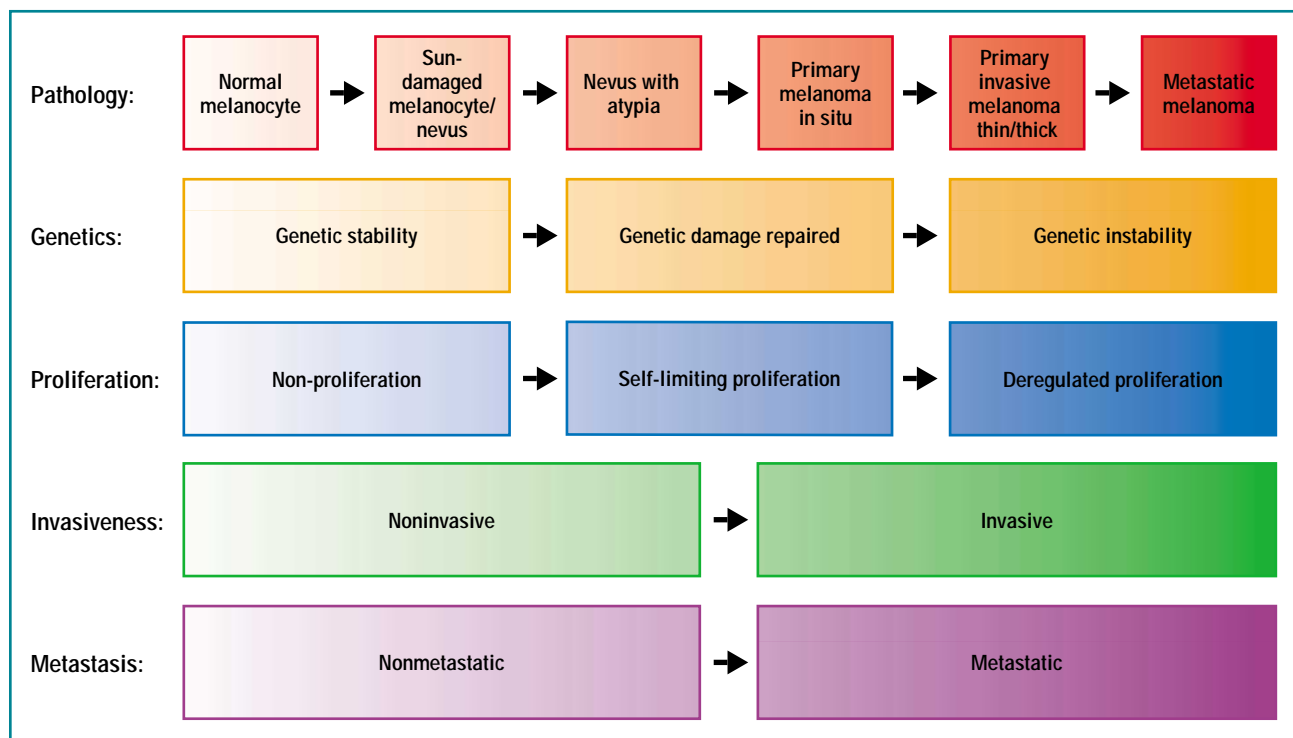 Pathology:
Normal
melanocyte
Sun-
damaged
melanocyte/
nevus
Nevus with
atypia
Primary
melanoma
in situ
Primary
invasive
melanoma
thin/thick
Metastatic
melanoma
Genetics:
Genetic stability
Genetic damage repaired
Genetic instability
Proliferation:
Non-proliferation
Self-limiting proliferation
Deregulated proliferation
Invasiveness:
Noninvasive
Invasive
Metastasis:
Nonmetastatic
Metastatic